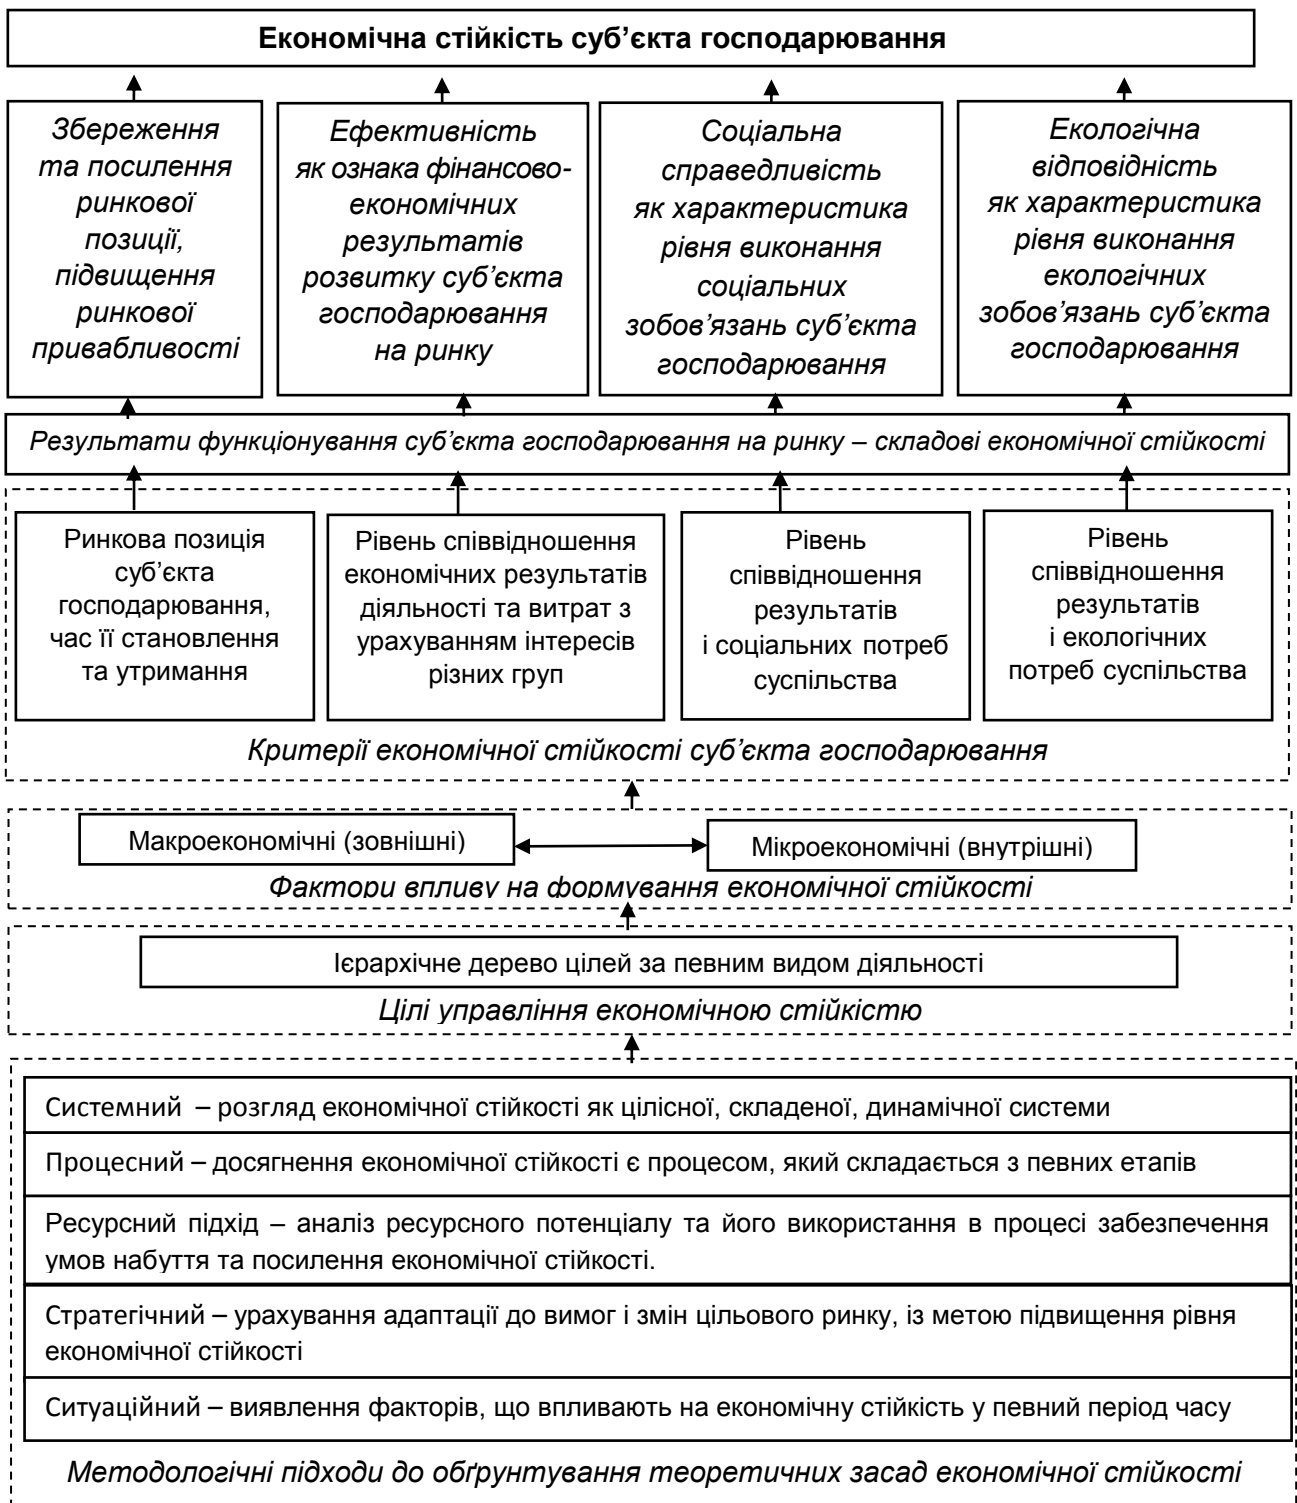 Економічна стійкість суб’єкта господарювання
Збереження
та посилення
ринкової
позиції,
підвищення
ринкової
привабливості
Ефективність
як ознака фінансово-
економічних
результатів
розвитку суб’єкта
господарювання
на ринку
Соціальна
справедливість
як характеристика
рівня виконання
соціальних
зобов’язань суб’єкта
господарювання
Екологічна
відповідність
як характеристика
рівня виконання
екологічних
зобов’язань суб’єкта
господарювання
Результати функціонування суб’єкта господарювання на ринку – складові економічної стійкості
Ринкова позиція
суб’єкта
господарювання,
час її становлення
та утримання
Рівень співвідношення
економічних результатів
діяльності та витрат з
урахуванням інтересів
різних груп
Рівень
співвідношення
результатів
і соціальних потреб
суспільства
Рівень
співвідношення
результатів
і екологічних
потреб суспільства
Критерії економічної стійкості суб’єкта господарювання
Макроекономічні (зовнішні)
Мікроекономічні (внутрішні)
Фактори впливу на формування економічної стійкості
Ієрархічне дерево цілей за певним видом діяльності
Цілі управління економічною стійкістю
Системний – розгляд економічної стійкості як цілісної, складеної, динамічної системи
Процесний – досягнення економічної стійкості є процесом, який складається з певних етапів
Ресурсний підхід – аналіз ресурсного потенціалу та його використання в процесі забезпечення
умов набуття та посилення економічної стійкості.
Стратегічний – урахування адаптації до вимог і змін цільового ринку, із метою підвищення рівня
економічної стійкості
Ситуаційний – виявлення факторів, що впливають на економічну стійкість у певний період часу
Методологічні підходи до обґрунтування теоретичних засад економічної стійкості